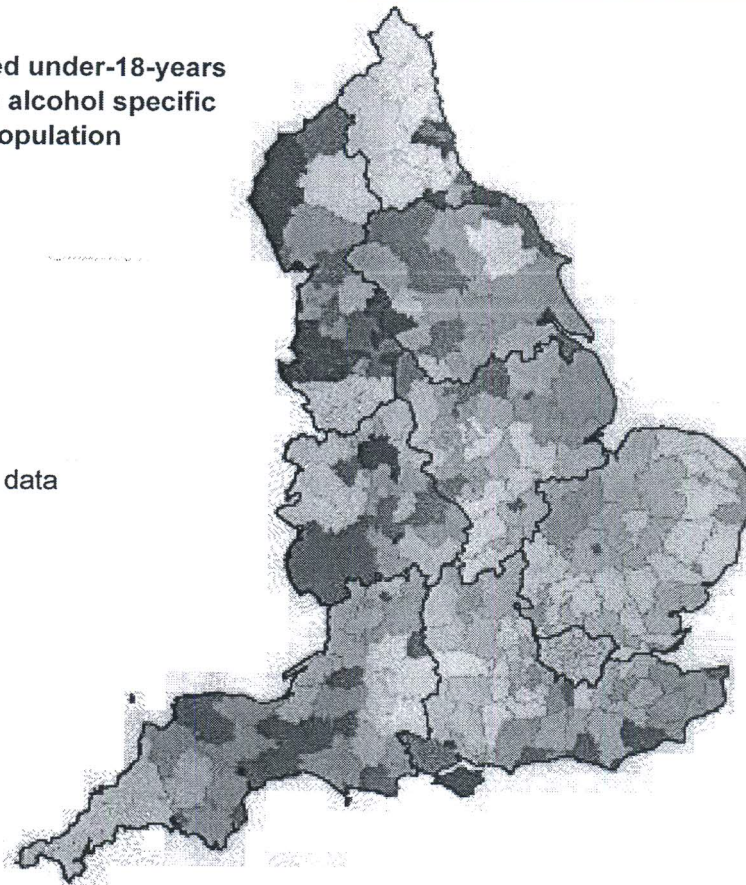 ed under-18-years
alcohol specific
opulation
data